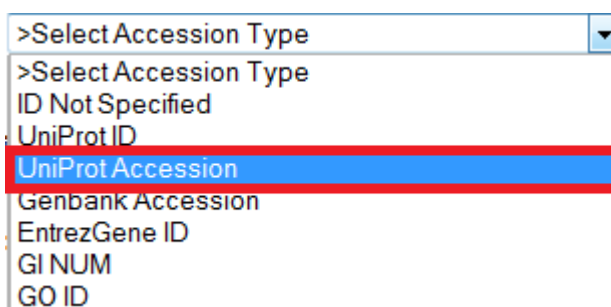 >Select Accession Type
>Select Accession Type
ID Not Specified
UniProt ID
UniProt Accession
Genbank Accession
EntrezGene ID
GI NUM
GO ID